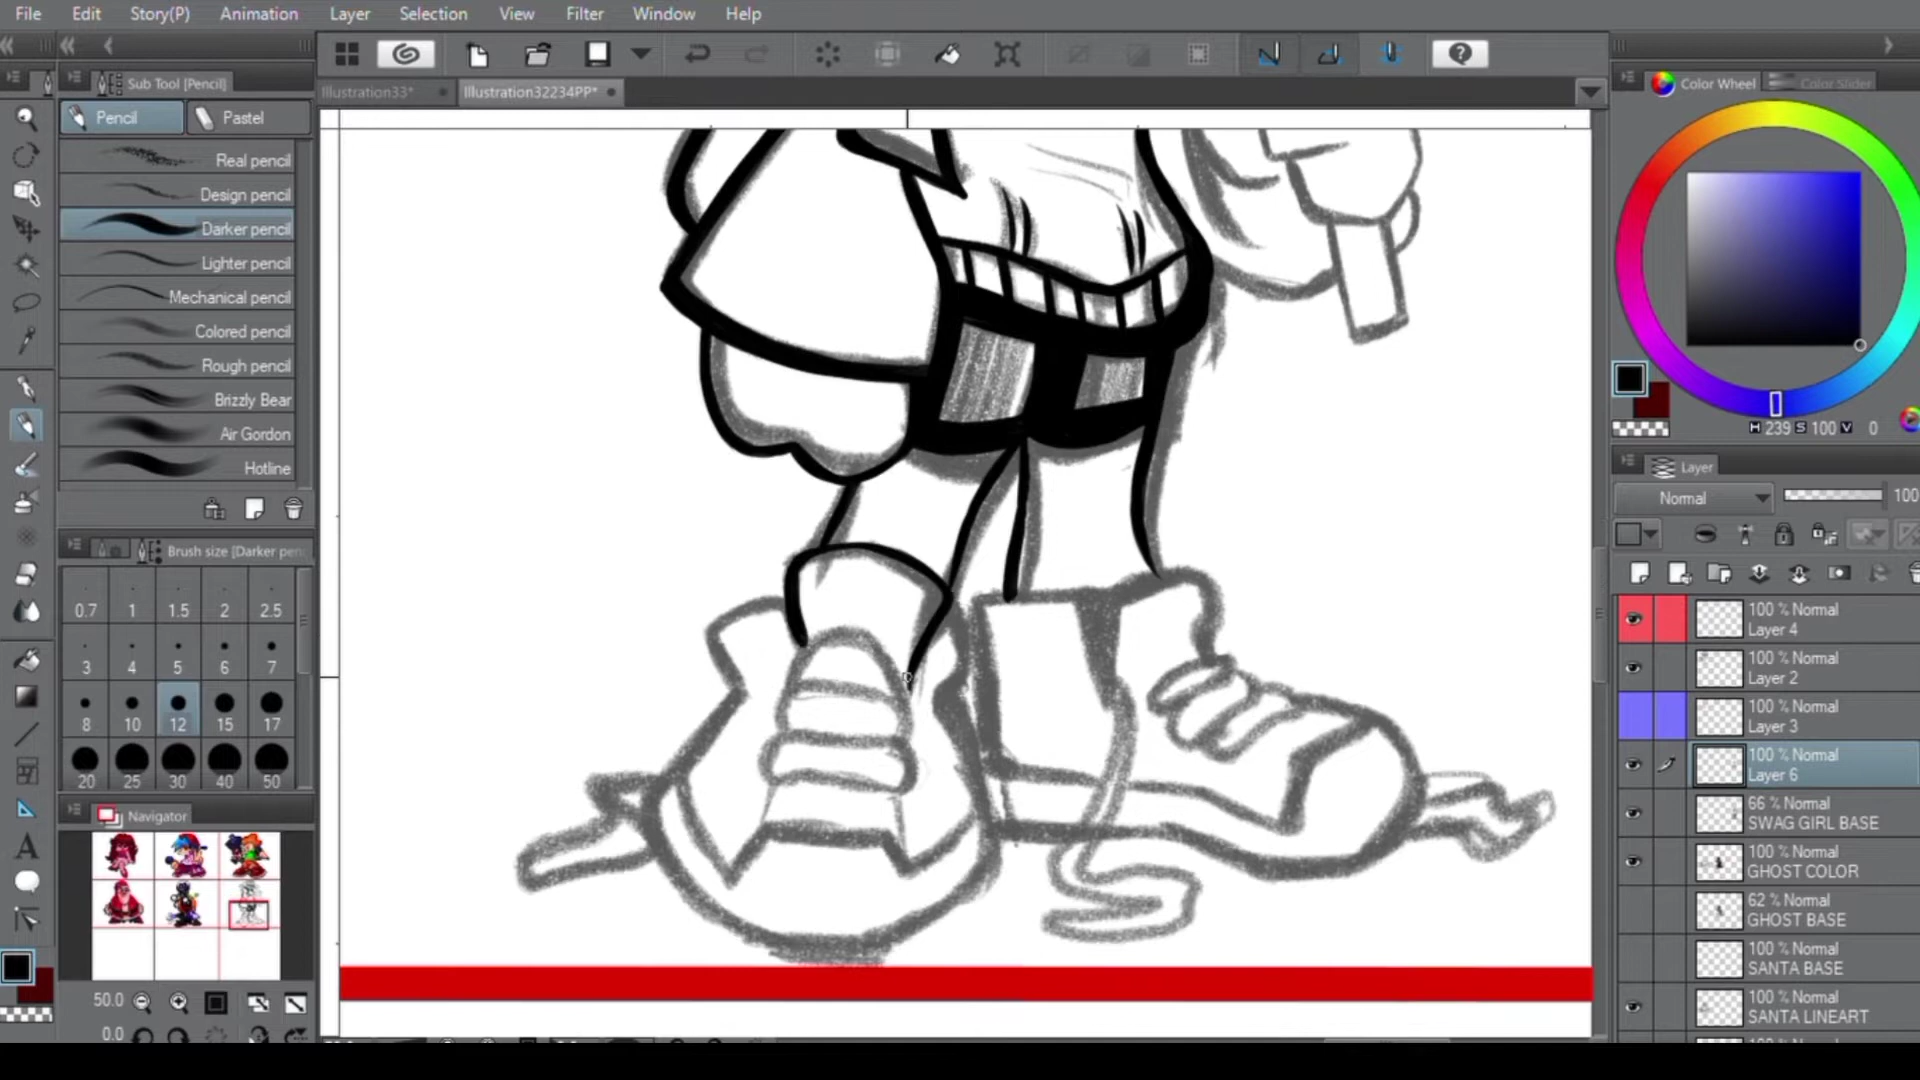 File Edit Story(P) Animation Layer Selection View Filter Window Help
Sub Tool [Pencil]
Pencil
Pastel
Real pencil
Design pencil
Darker pencil
Lighter pencil
Mechanical pencil
Colored pencil
Rough pencil
Brizzly Bear
Air Gordon
Hotline
Brush size [Darker pen
0.7 1 1.5 2 2.5
3 4 5 6 7
8 10 12 15 17
20 25 30 40 50
Navigator
50.0
0.0
Illustration33*
Illustration32234PP*
Color Wheel
Color Slider
H 239 S 100 V 0
Layer
Normal
100
100 % Normal
Layer 4
100 % Normal
Layer 2
100 % Normal
Layer 3
100 % Normal
Layer 6
66 % Normal
SWAG GIRL BASE
100 % Normal
GHOST COLOR
62 % Normal
GHOST BASE
100 % Normal
SANTA BASE
100 % Normal
SANTA LINEART